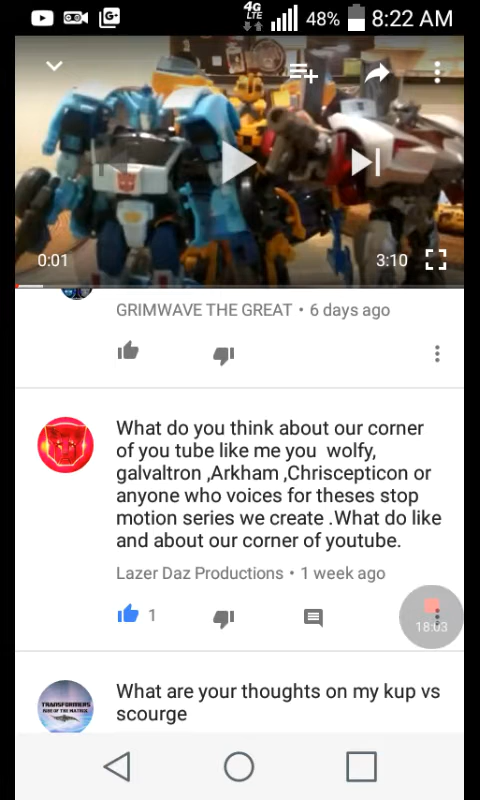 4G
LTE
48%
8:22 AM
0:01
3:10
GRIMWAVE THE GREAT • 6 days ago
What do you think about our corner
of you tube like me you  wolfy,
galvaltron ,Arkham ,Chriscepticon or
anyone who voices for theses stop
motion series we create .What do like
and about our corner of youtube.
Lazer Daz Productions • 1 week ago
1
18:03
TRANSFORMERS
What are your thoughts on my kup vs
scourge